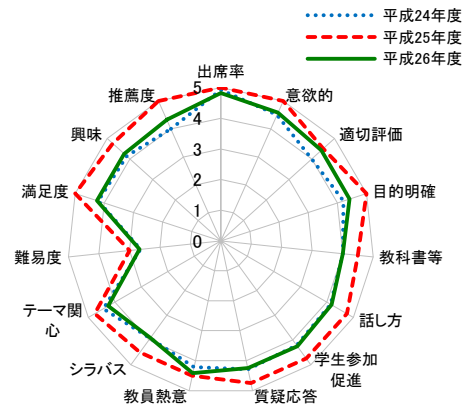 平成24年度
平成25年度
平成26年度
出席率
意欲的
適切評価
目的明確
教科書等
話し方
学生参加
促進
質疑応答
教員熱意
シラバス
テーマ関
心
難易度
満足度
興味
推薦度
5
4
3
2
1
0